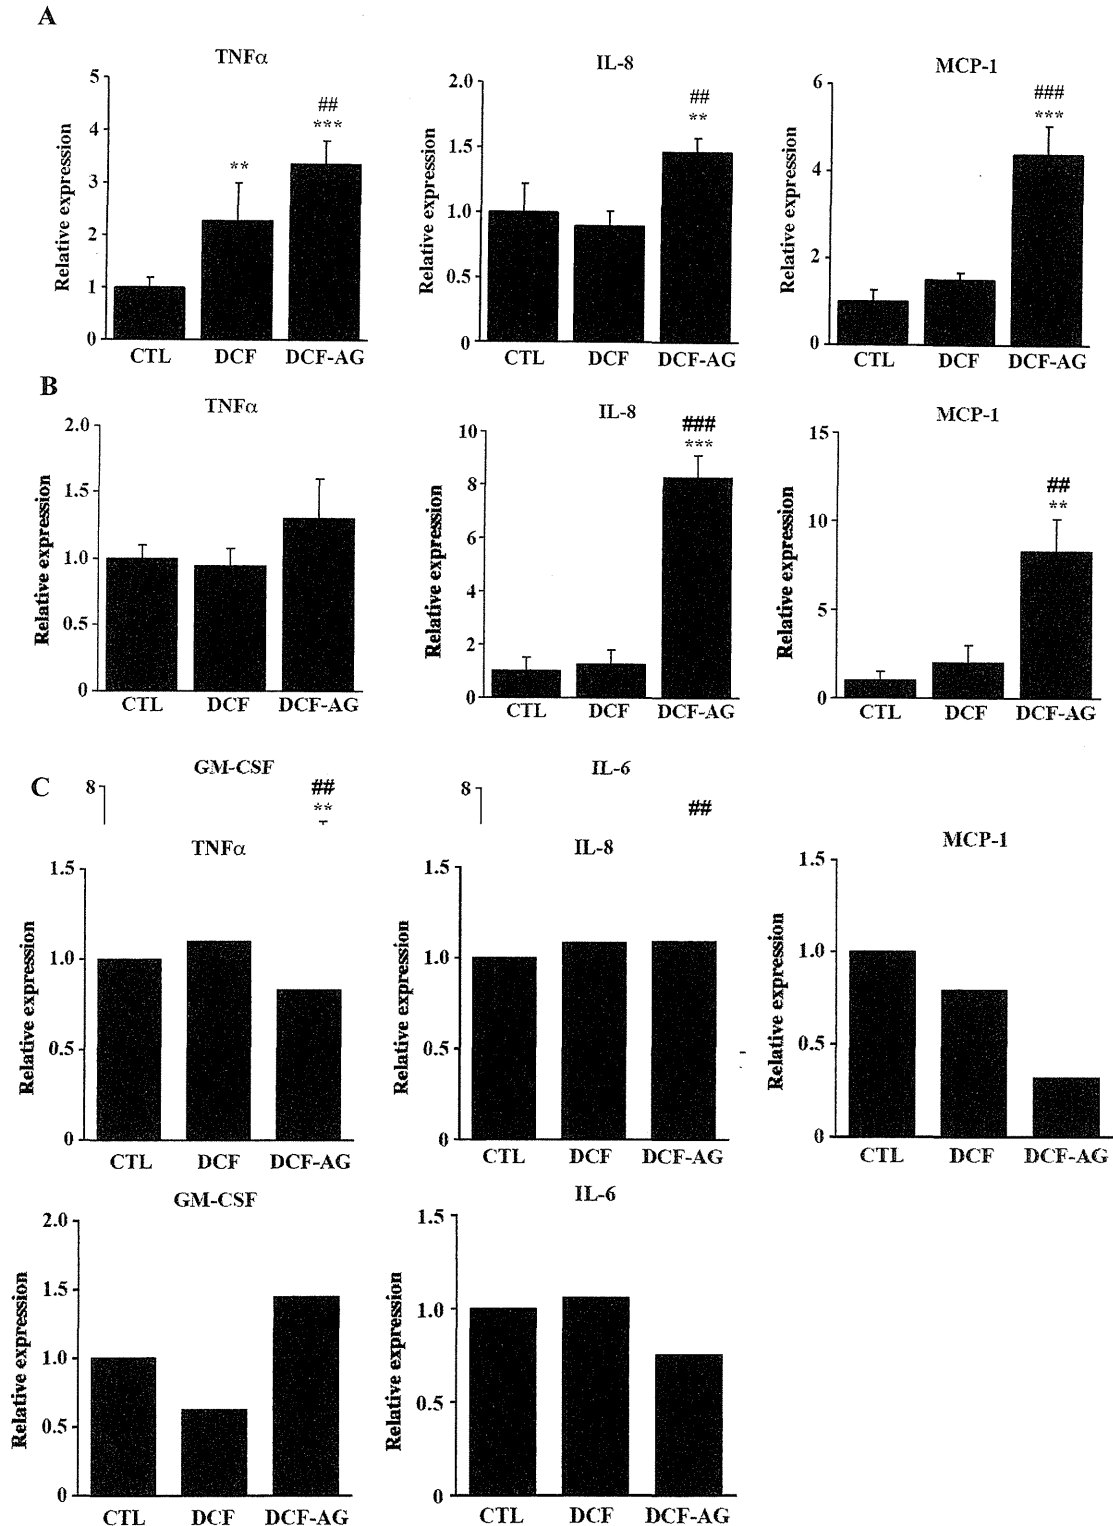 A
TNFα
IL-8
MCP-1
5
4
3
2
1
0
Relative expression
**
##
***
CTL
DCF
DCF-AG
2.0
1.5
1.0
0.5
0
Relative expression
##
**
CTL
DCF
DCF-AG
6
4
2
0
Relative expression
###
***
CTL
DCF
DCF-AG
B
TNFα
IL-8
MCP-1
2.0
1.5
1.0
0.5
0
Relative expression
CTL
DCF
DCF-AG
10
8
6
4
2
0
Relative expression
###
***
CTL
DCF
DCF-AG
15
10
5
0
Relative expression
##
**
CTL
DCF
DCF-AG
C
GM-CSF
8
##
**
IL-6
8
##
TNFα
IL-8
MCP-1
1.5
1.0
0.5
0
Relative expression
CTL
DCF
DCF-AG
1.5
1.0
0.5
0
Relative expression
CTL
DCF
DCF-AG
1.5
1.0
0.5
0
Relative expression
CTL
DCF
DCF-AG
GM-CSF
IL-6
2.0
1.5
1.0
0.5
0
Relative expression
CTL
DCF
DCF-AG
1.5
1.0
0.5
0
Relative expression
CTL
DCF
DCF-AG